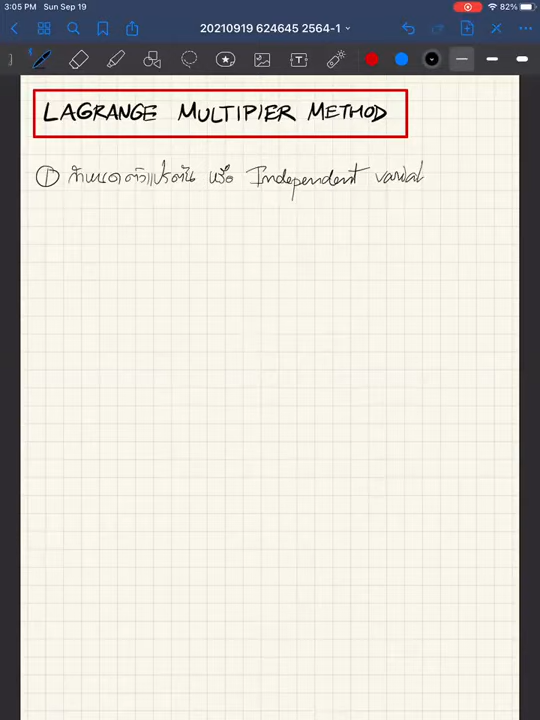 3:05 PM Sun Sep 19
82%
20210919 624645 2564-1
LAGRANGE MULTIPIER METHOD
① กำหนดตัวแปรต้น หรือ Independent variabl